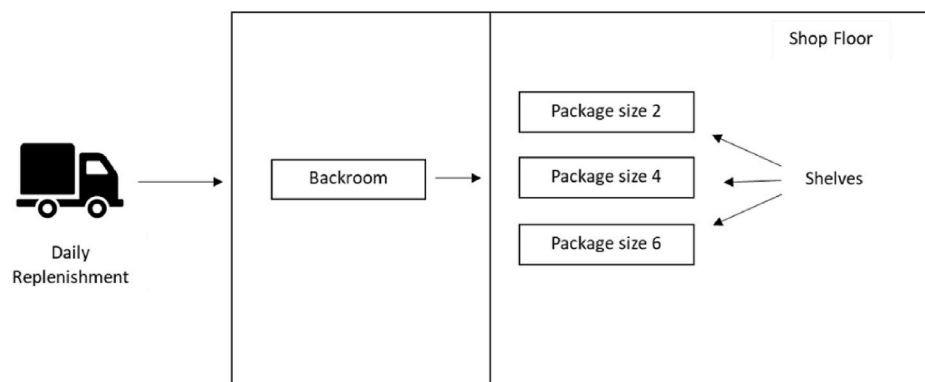 Shop Floor
Package size 2
Backroom
Package size 4
Shelves
Package size 6
Daily
Replenishment